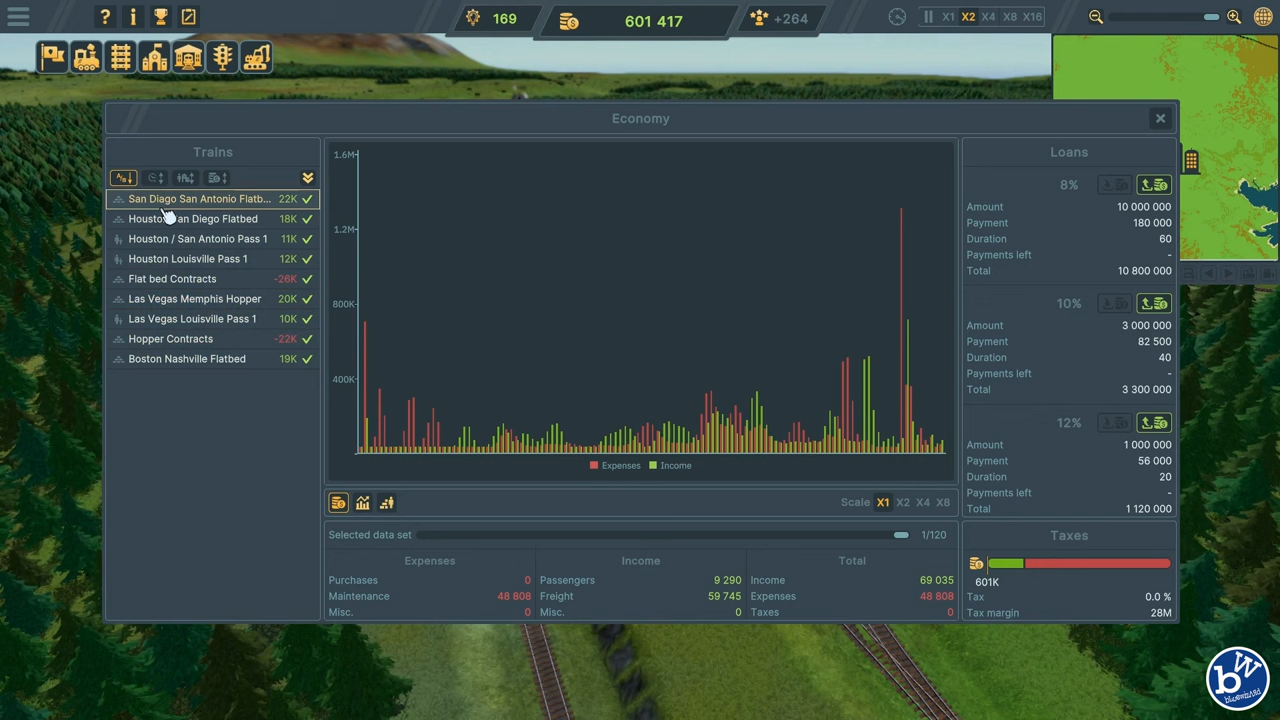 169
601 417
+264
X1 X2 X4 X8 X16
Economy
Trains
San Diego San Antonio Flatb... 22K
Houston San Diego Flatbed 18K
Houston / San Antonio Pass 1 11K
Houston Louisville Pass 1 12K
Flat bed Contracts -26K
Las Vegas Memphis Hopper 20K
Las Vegas Louisville Pass 1 10K
Hopper Contracts -22K
Boston Nashville Flatbed 19K
1.6M
1.2M
800K
400K
Expenses Income
Scale X1 X2 X4 X8
Selected data set 1/120
Expenses
Purchases 0
Maintenance 48 808
Misc. 0
Income
Passengers 9 290
Freight 59 745
Misc. 0
Total
Income 69 035
Expenses 48 808
Taxes 0
Loans
8%
Amount 10 000 000
Payment 180 000
Duration 60
Payments left -
Total 10 800 000
10%
Amount 3 000 000
Payment 82 500
Duration 40
Payments left -
Total 3 300 000
12%
Amount 1 000 000
Payment 56 000
Duration 20
Payments left -
Total 1 120 000
Taxes
601K
Tax 0.0 %
Tax margin 28M
bW
bluewizard